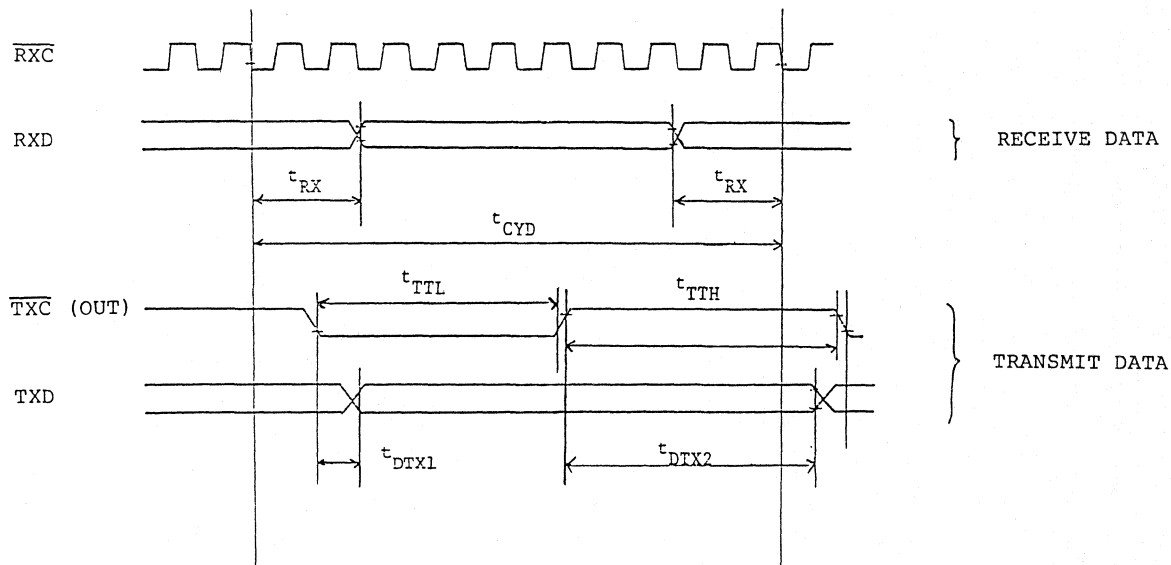 RXC
RXD
RECEIVE DATA
tRX
tRX
tCYD
tTTL
tTTH
TXC (OUT)
TRANSMIT DATA
TXD
tDTX1
tDTX2